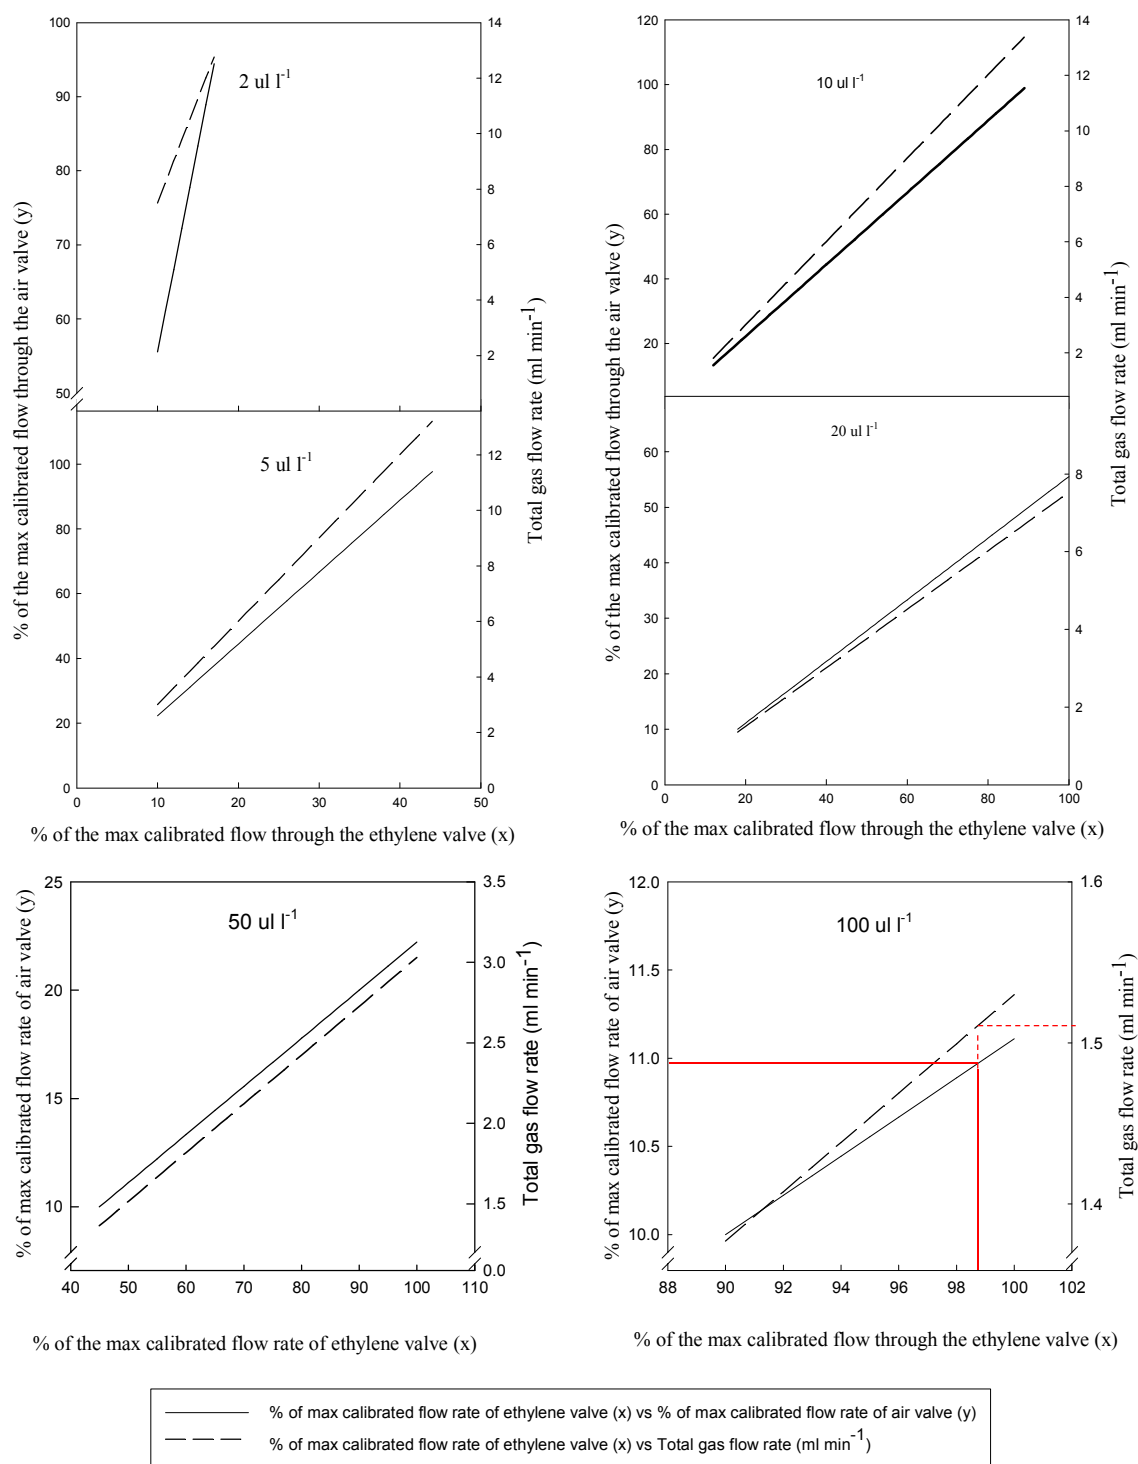 100
90
80
70
60
50
14
12
10
8
6
4
2
2 ul l-1
% of the max calibrated flow through the air valve (y)
Total gas flow rate (ml min-1)
100
80
60
40
20
0
12
10
8
6
4
2
0
5 ul l-1
0 10 20 30 40 50
% of the max calibrated flow through the ethylene valve (x)
120
100
80
60
40
20
14
12
10
8
6
4
2
10 ul l-1
% of the max calibrated flow through the air valve (y)
Total gas flow rate (ml min-1)
60
50
40
30
20
10
0
8
6
4
2
0
20 ul l-1
0 20 40 60 80 100
% of the max calibrated flow through the ethylene valve (x)
25
20
15
10
3.5
3.0
2.5
2.0
1.5
0.0
50 ul l-1
% of max calibrated flow rate of air valve (y)
Total gas flow rate (ml min-1)
40 50 60 70 80 90 100 110
% of the max calibrated flow rate of ethylene valve (x)
12.0
11.5
11.0
10.5
10.0
1.6
1.5
1.4
100 ul l-1
% of max calibrated flow rate of air valve (y)
Total gas flow rate (ml min-1)
88 90 92 94 96 98 100 102
% of the max calibrated flow through the ethylene valve (x)
% of max calibrated flow rate of ethylene valve (x) vs % of max calibrated flow rate of air valve (y)
% of max calibrated flow rate of ethylene valve (x) vs Total gas flow rate (ml min-1)